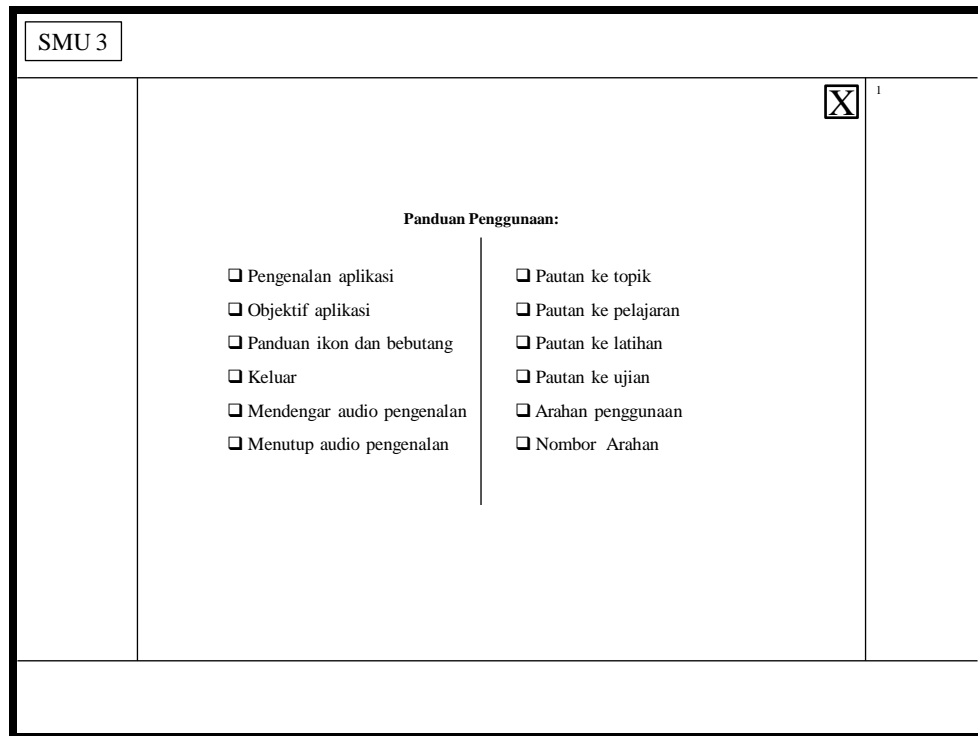 SMU 3
X
1
Panduan Penggunaan:
❑ Pengenalan aplikasi
❑ Objektif aplikasi
❑ Panduan ikon dan bebutang
❑ Keluar
❑ Mendengar audio pengenalan
❑ Menutup audio pengenalan
❑ Pautan ke topik
❑ Pautan ke pelajaran
❑ Pautan ke latihan
❑ Pautan ke ujian
❑ Arahan penggunaan
❑ Nombor Arahan